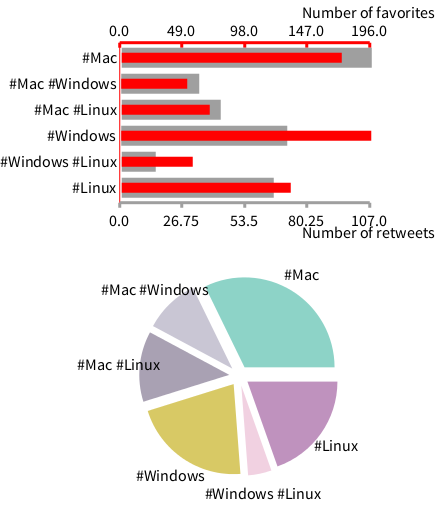 Number of favorites
0.0 49.0 98.0 147.0 196.0
#Mac
#Mac #Windows
#Mac #Linux
#Windows
#Windows #Linux
#Linux
0.0 26.75 53.5 80.25 107.0
Number of retweets
#Mac
#Mac #Windows
#Mac #Linux
#Linux
#Windows
#Windows #Linux